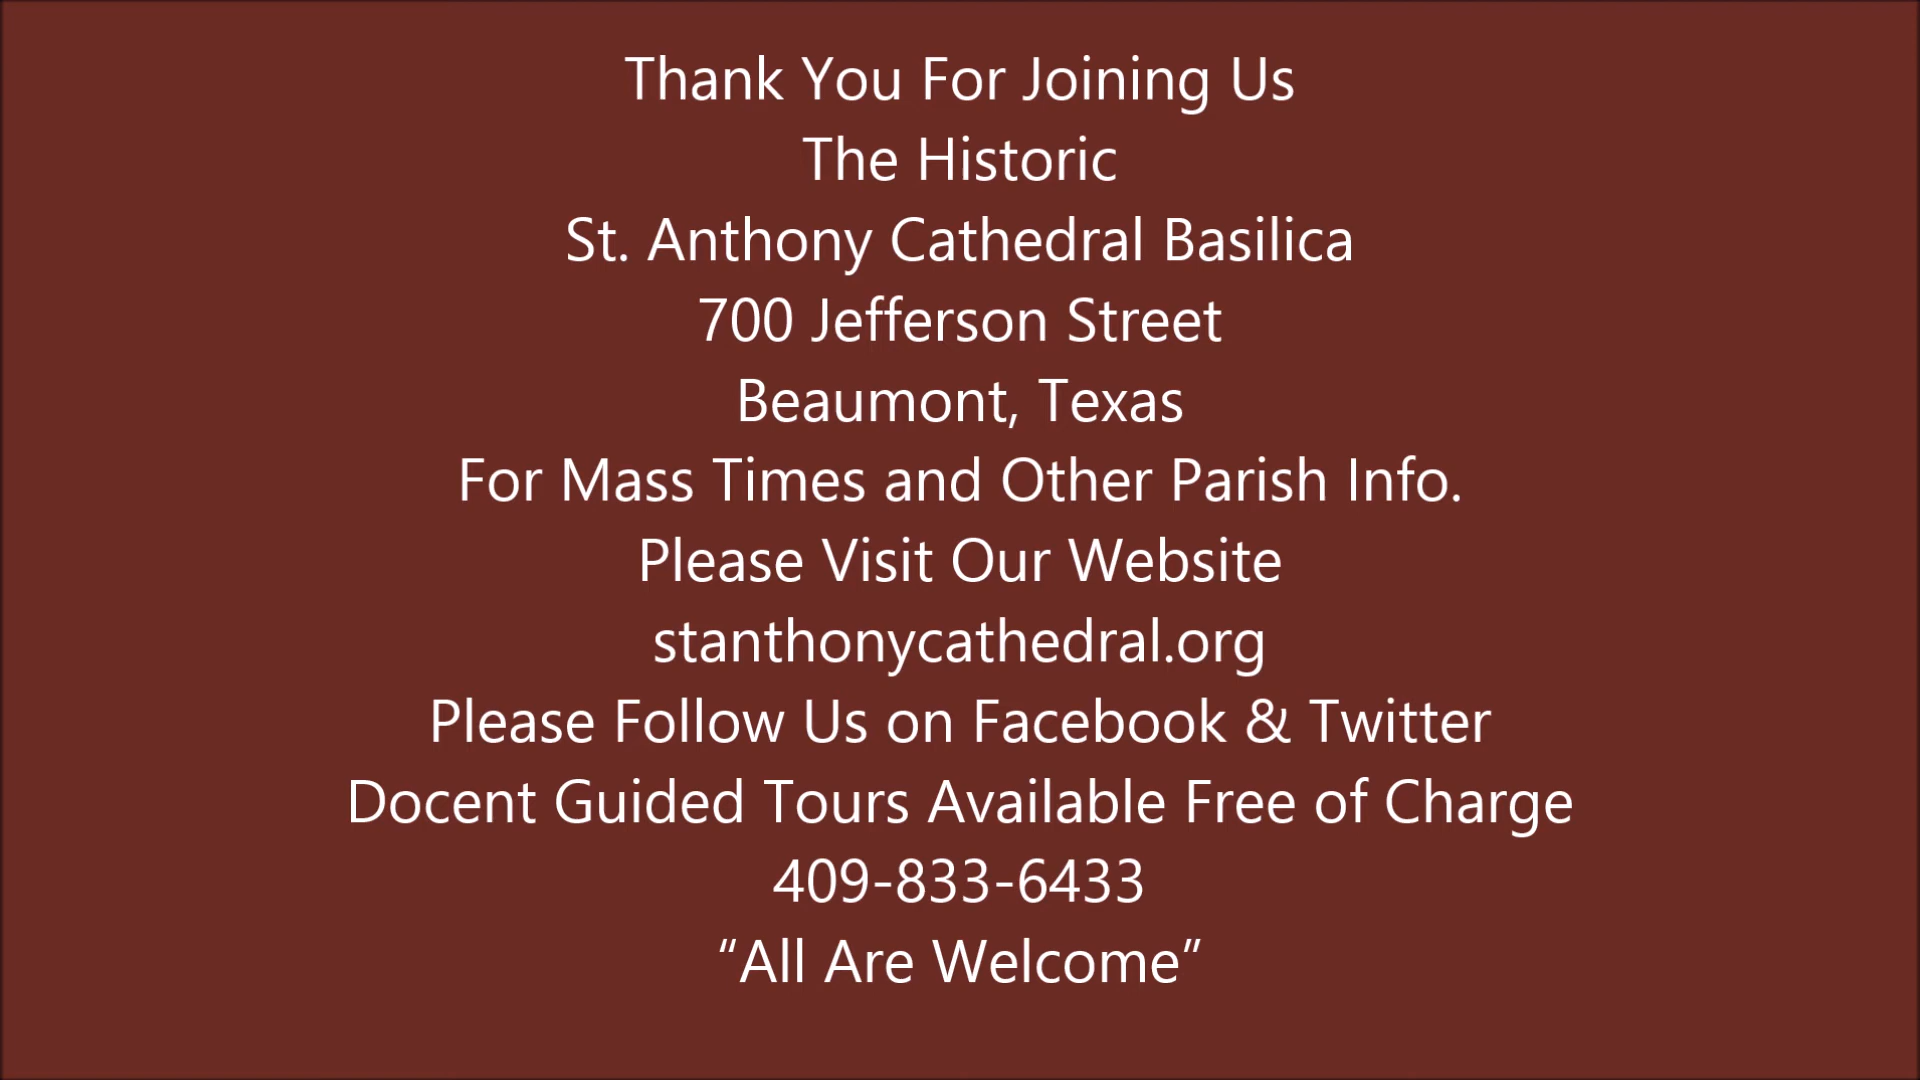 Thank You For Joining Us
The Historic
St. Anthony Cathedral Basilica
700 Jefferson Street
Beaumont, Texas
For Mass Times and Other Parish Info.
Please Visit Our Website
stanthonycathedral.org
Please Follow Us on Facebook & Twitter
Docent Guided Tours Available Free of Charge
409-833-6433
“All Are Welcome”